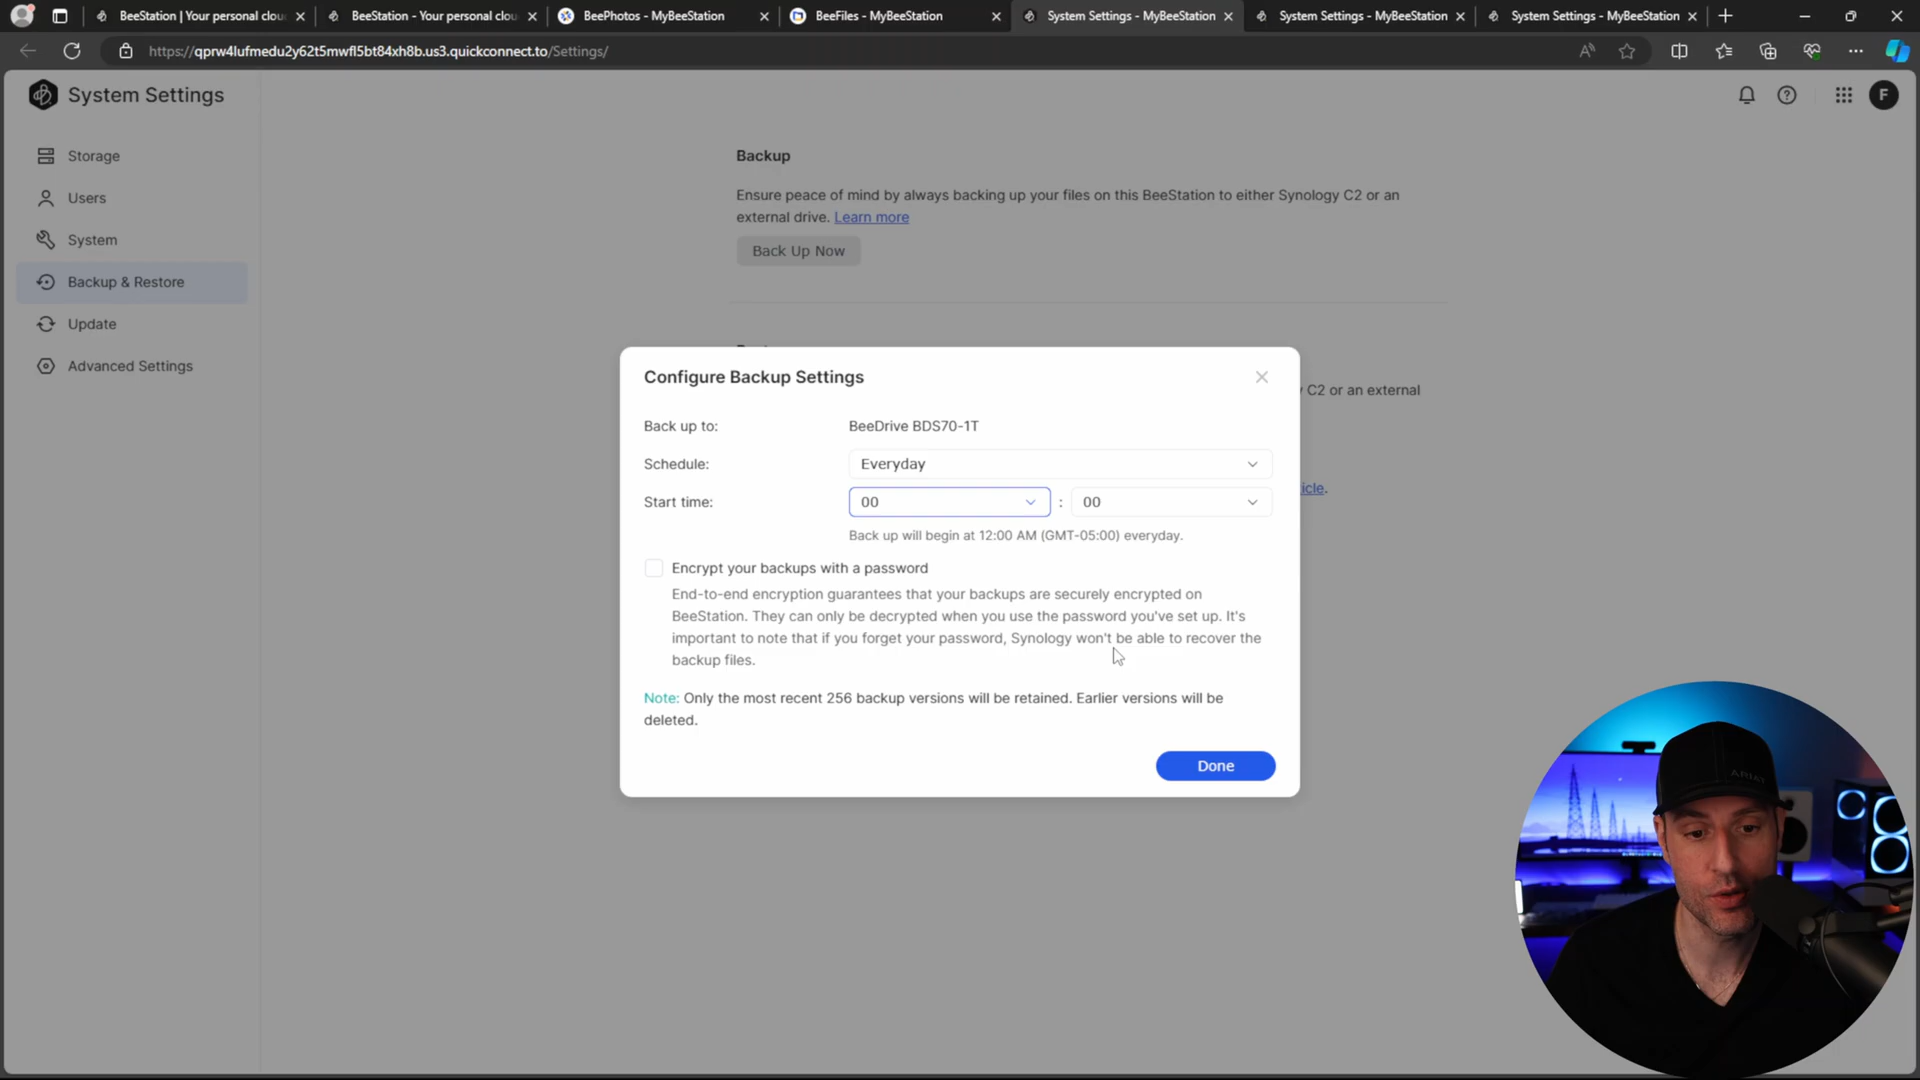 BeeStation | Your personal clou
BeeStation - Your personal clou
BeePhotos - MyBeeStation
BeeFiles - MyBeeStation
System Settings - MyBeeStation
System Settings - MyBeeStation
System Settings - MyBeeStation
https://qprw4lufmedu2y62t5mwfl5bt84xh8b.us3.quickconnect.to/Settings/
System Settings
F
Storage
Users
System
Backup & Restore
Update
Advanced Settings
Backup
Ensure peace of mind by always backing up your files on this BeeStation to either Synology C2 or an
external drive. Learn more
Back Up Now
C2 or an external
icle.
Configure Backup Settings
Back up to: BeeDrive BDS70-1T
Schedule: Everyday
Start time: 00 : 00
Back up will begin at 12:00 AM (GMT-05:00) everyday.
Encrypt your backups with a password
End-to-end encryption guarantees that your backups are securely encrypted on
BeeStation. They can only be decrypted when you use the password you've set up. It's
important to note that if you forget your password, Synology won't be able to recover the
backup files.
Note: Only the most recent 256 backup versions will be retained. Earlier versions will be
deleted.
Done
ARIAT